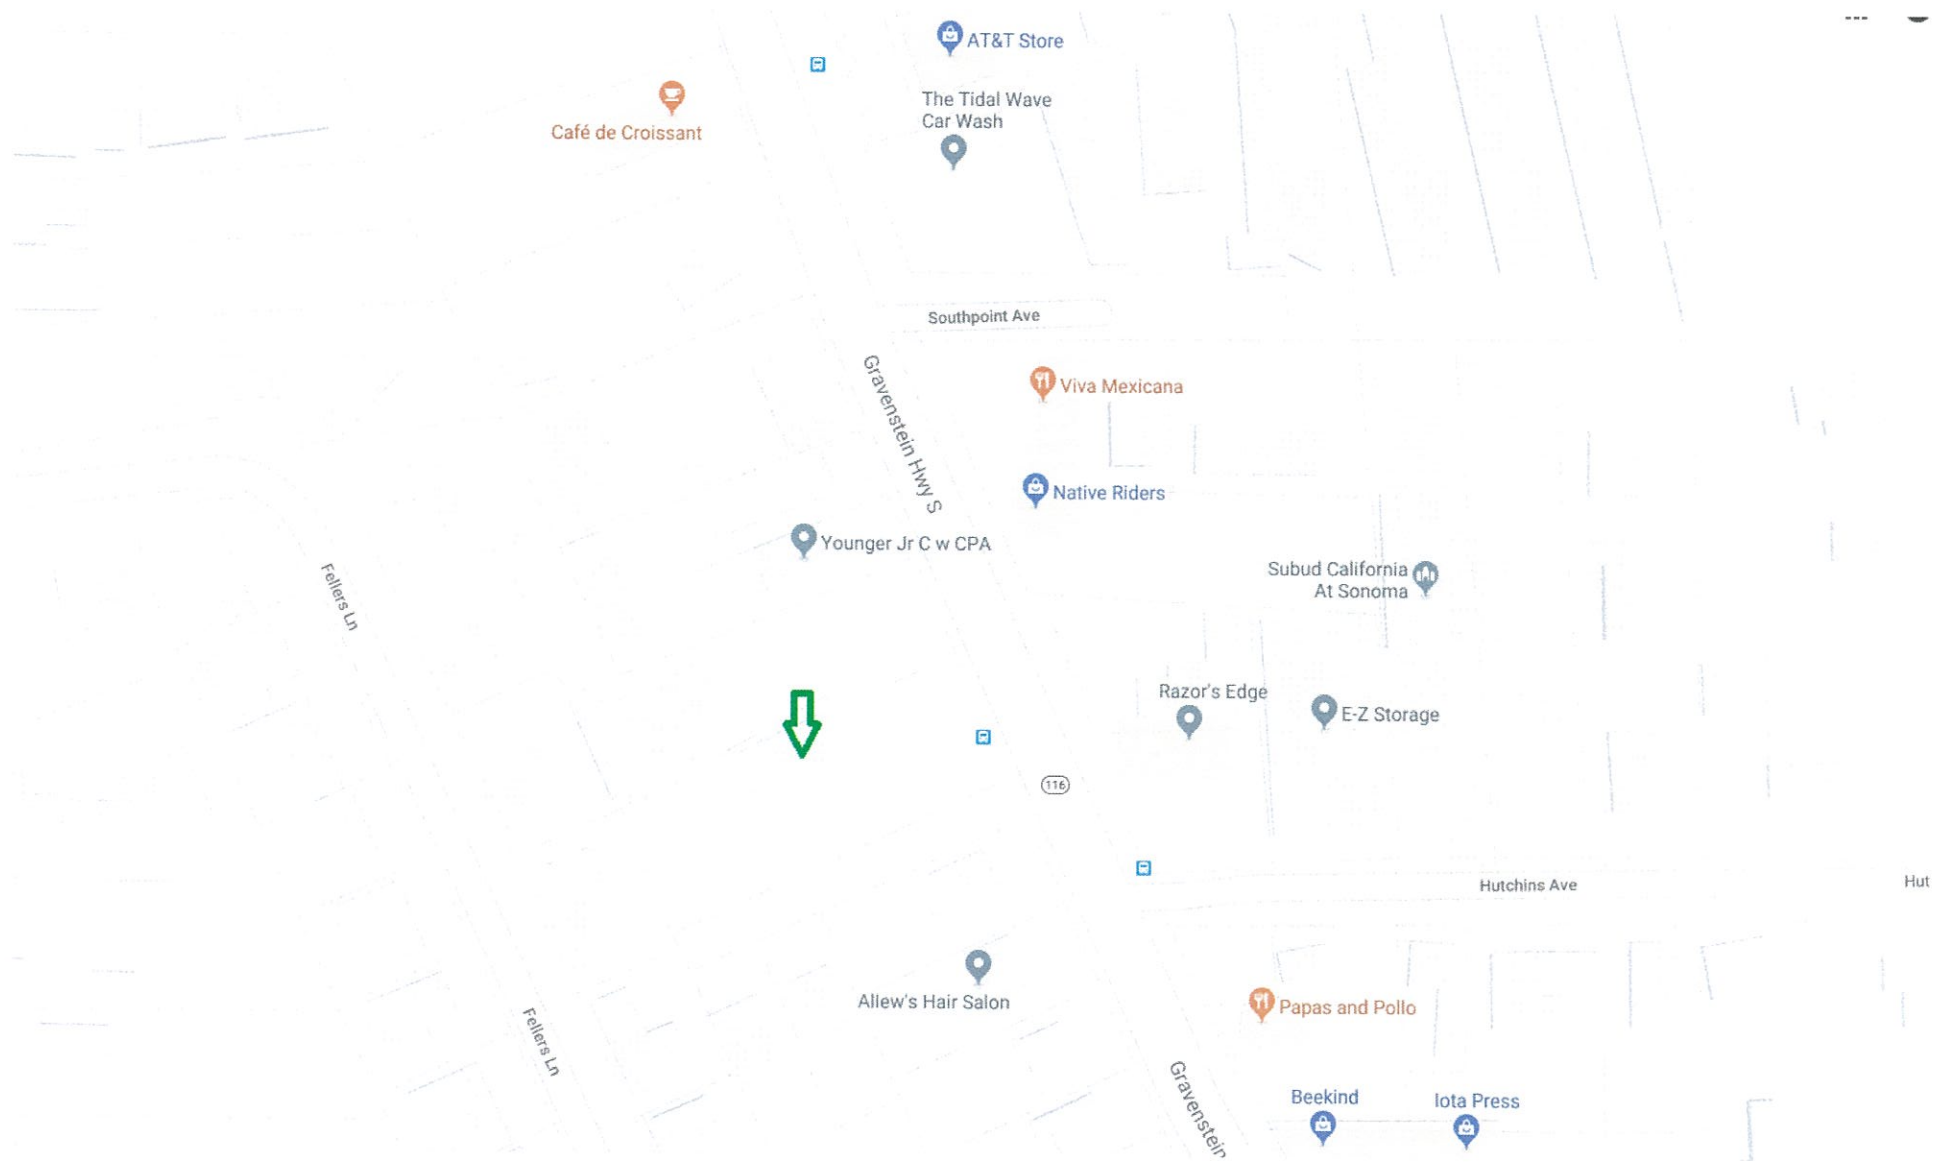 AT&T Store
Café de Croissant
The Tidal Wave
Car Wash
Southpoint Ave
Gravenstein Hwy S
Viva Mexicana
Native Riders
Younger Jr C w CPA
Subud California
At Sonoma
Fellers Ln
Razor's Edge
E-Z Storage
116
Hutchins Ave
Hut
Allew's Hair Salon
Papas and Pollo
Fellers Ln
Gravenstein
Beekind
Iota Press